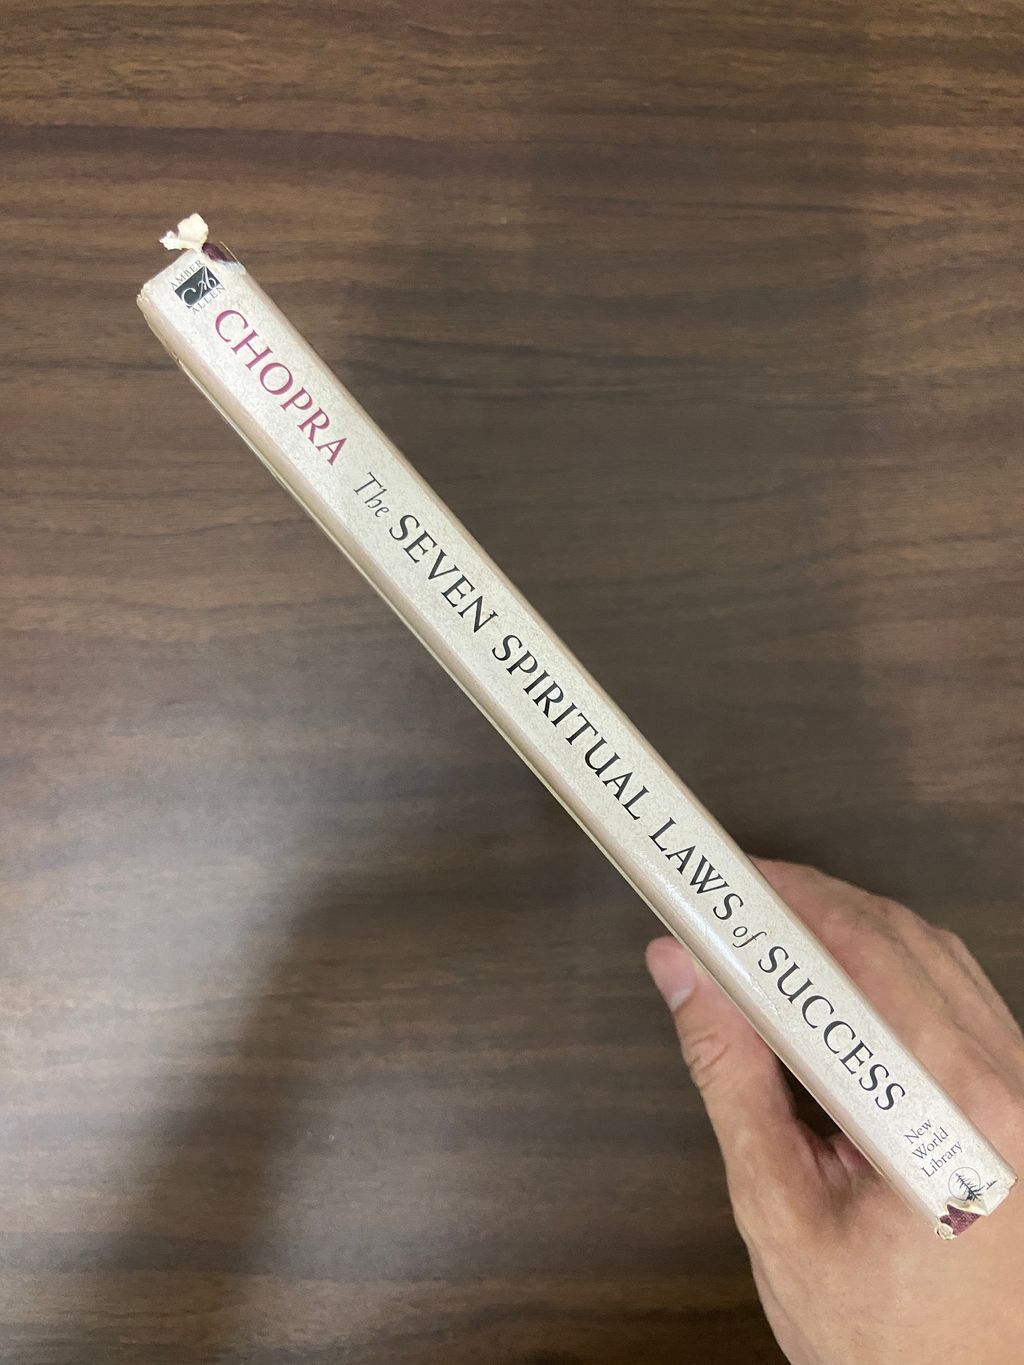 AMBER
ALLEN
CHOPRA
The SEVEN SPIRITUAL LAWS of SUCCESS
New
World
Library